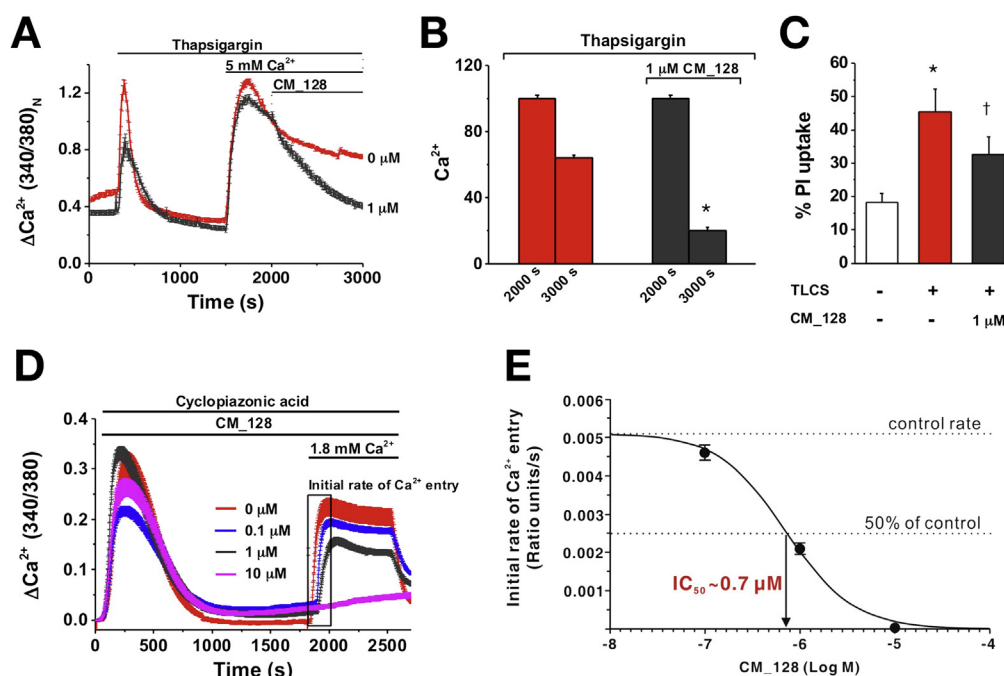 A
Thapsigargin
5 mM Ca²⁺
CM_128
ΔCa²⁺ (340/380)N
1.2
0.8
0.4
0.0
0 μM
1 μM
0
1000
2000
3000
Time (s)
B
Thapsigargin
1 μM CM_128
Ca²⁺
120
80
40
0
*
2000 s
3000 s
2000 s
3000 s
C
% PI uptake
60
50
40
30
20
10
0
*
†
TLCS - + +
CM_128 - - 1 μM
D
Cyclopiazonic acid
CM_128
1.8 mM Ca²⁺
Initial rate of Ca²⁺ entry
ΔCa²⁺ (340/380)
0.4
0.3
0.2
0.1
0.0
0 μM
0.1 μM
1 μM
10 μM
0 500 1000 1500 2000 2500
Time (s)
E
Initial rate of Ca²⁺ entry
(Ratio units/s)
0.006
0.005
0.004
0.003
0.002
0.001
control rate
50% of control
IC₅₀~0.7 μM
-8 -7 -6 -5 -4
CM_128 (Log M)